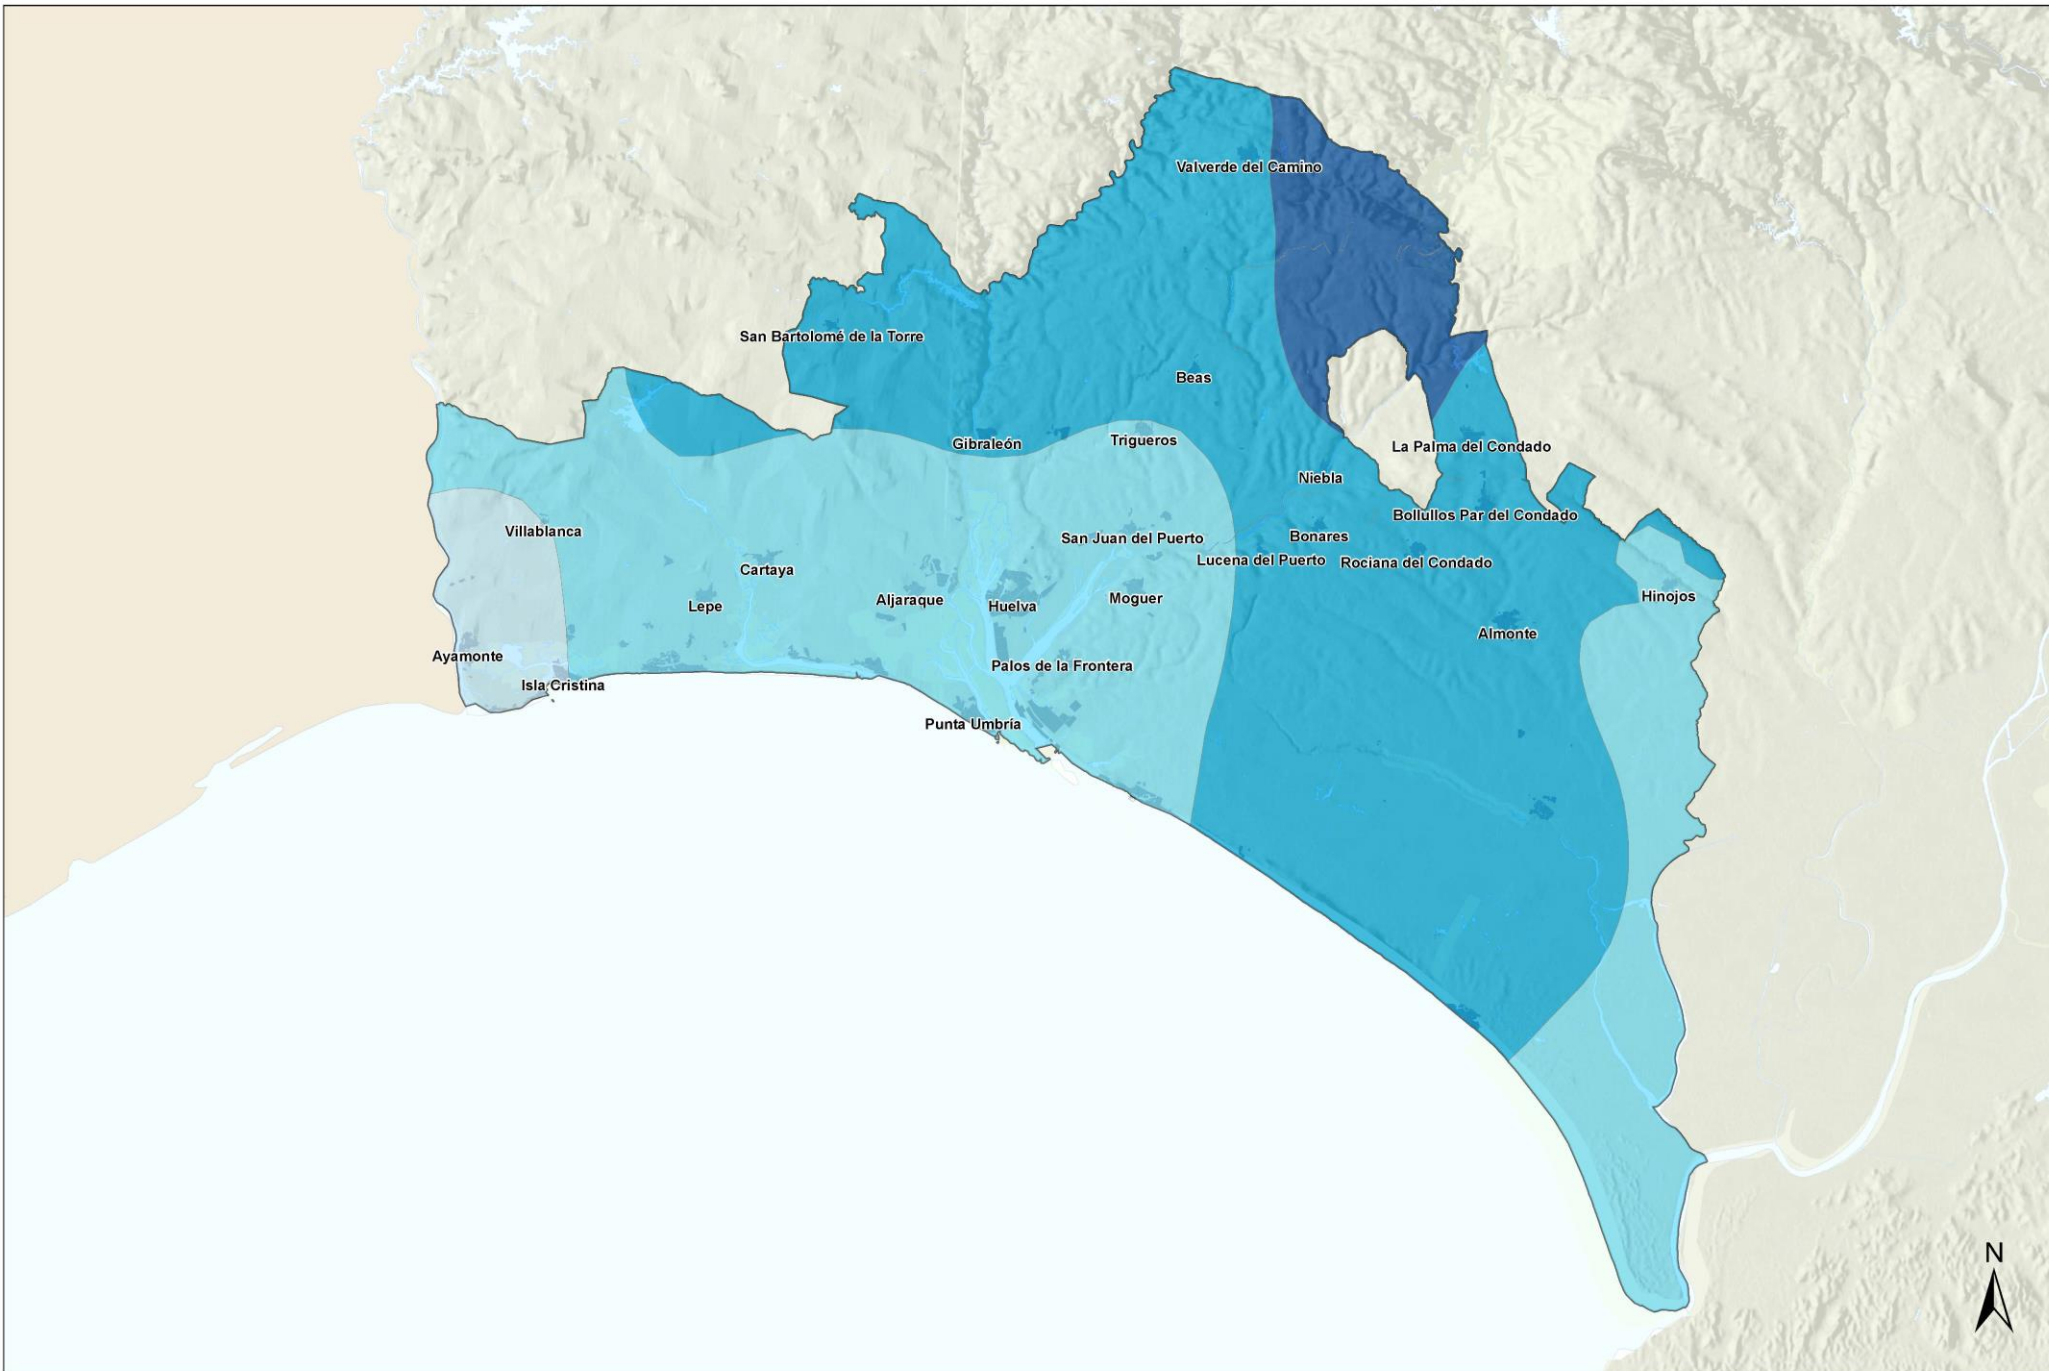 Valverde del Camino
San Bartolomé de la Torre
Beas
Gibraleón
Trigueros
La Palma del Condado
Niebla
Bollullos Par del Condado
Villablanca
San Juan del Puerto
Bonares
Lucena del Puerto
Rociana del Condado
Cartaya
Lepe
Aljaraque
Huelva
Moguer
Hinojos
Almonte
Ayamonte
Palos de la Frontera
Isla Cristina
Punta Umbría
N